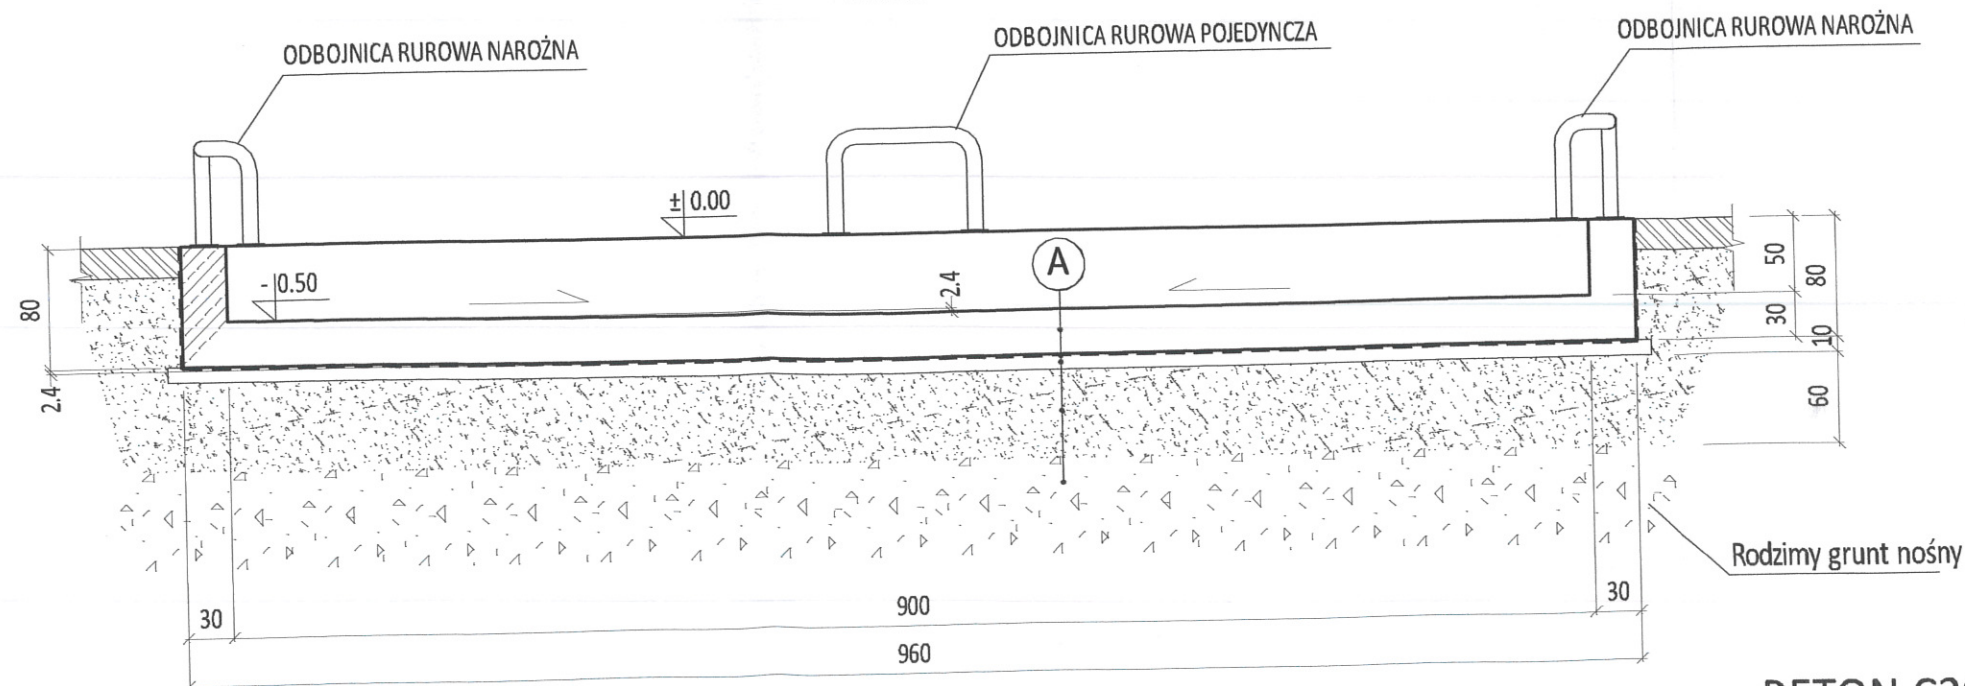 ODBOJNICA RUROWA NAROŻNA
ODBOJNICA RUROWA POJEDYNCZA
ODBOJNICA RUROWA NAROŻNA
± 0.00
- 0.50
2.4
A
80
2.4
50
80
30
10
60
Rodzimy grunt nośny
30
900
30
960